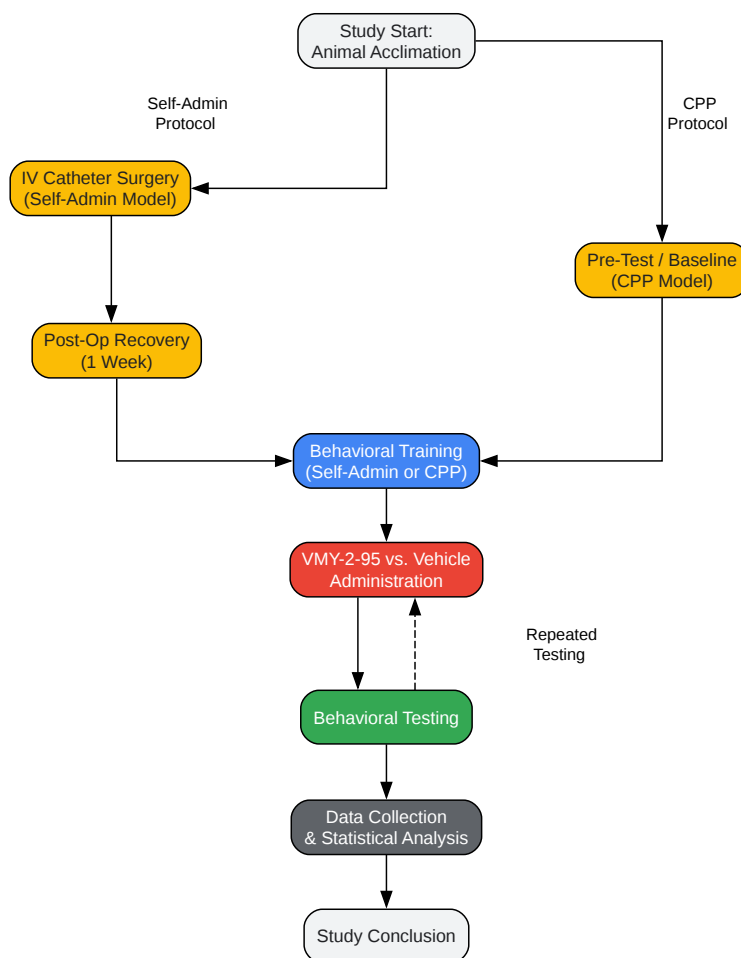 Study Start:
Animal Acclimation
Self-Admin
Protocol
CPP
Protocol
IV Catheter Surgery
(Self-Admin Model)
Pre-Test / Baseline
(CPP Model)
Post-Op Recovery
(1 Week)
Behavioral Training
(Self-Admin or CPP)
VMY-2-95 vs. Vehicle
Administration
Repeated
Testing
Behavioral Testing
Data Collection
& Statistical Analysis
Study Conclusion